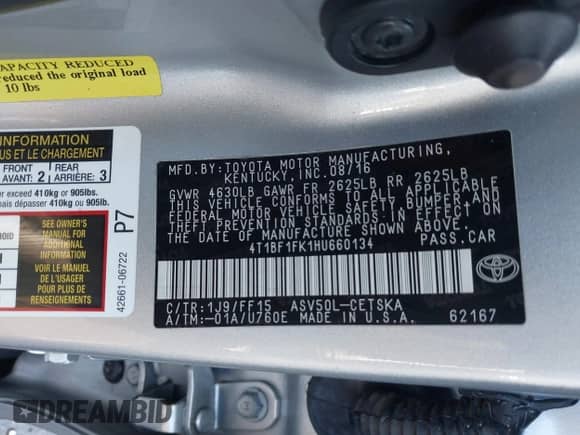 CAPACITY REDUCED
reduced the original load
10 lbs
INFORMATION
US ET LE CHARGEMENT
FRONT
AVANT: 2
REAR
ARRIÈRE: 3
er exceed 410kg or 905lbs.
mais dépasser 410kg ou 905lb.
SEE OWNER'S
MANUAL FOR
ADDITIONAL
INFORMATION
VOIR LE MANUEL
DE L'USAGER
POUR PLUS DE
RENSEIGNEMENTS
P7
42661-06722
MFD. BY: TOYOTA MOTOR MANUFACTURING,
KENTUCKY, INC. 08/16
GVWR 4630LB GAWR FR 2625LB RR 2625LB
THIS VEHICLE CONFORMS TO ALL APPLICABLE
FEDERAL MOTOR VEHICLE SAFETY, BUMPER, AND
THEFT PREVENTION STANDARDS IN EFFECT ON
THE DATE OF MANUFACTURE SHOWN ABOVE.
4T1BF1FK1HU660134 PASS.CAR
TOYOTA
C/TR: 1J9/FF15 ASV50L-CETSKA
A/TM:-01A/U760E MADE IN U.S.A. 62167
DREAMBID